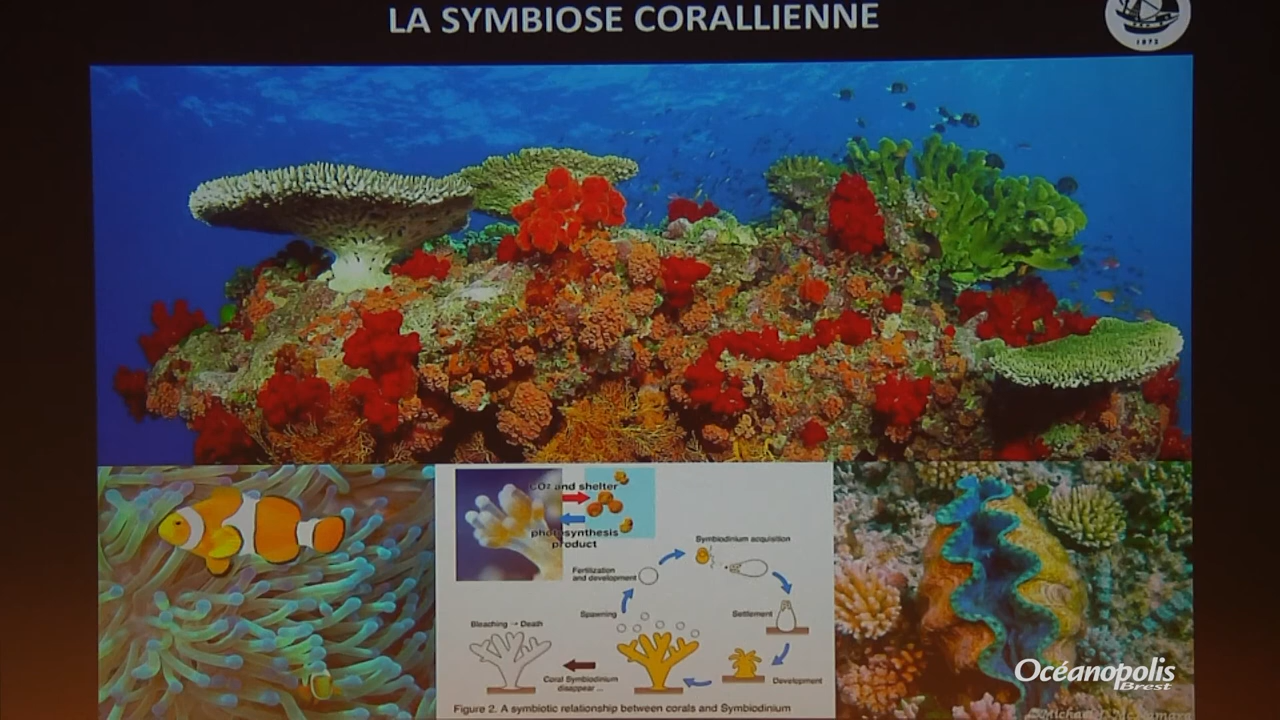 LA SYMBIOSE CORALLIENNE
1872
CO2 and shelter
photosynthesis
product
Symbiodinium acquisition
Fertilization
and development
Spawning
Settlement
Bleaching → Death
Coral Symbiodinium
disappear ...
Development
Figure 2. A symbiotic relationship between corals and Symbiodinium
Océanopolis
Brest